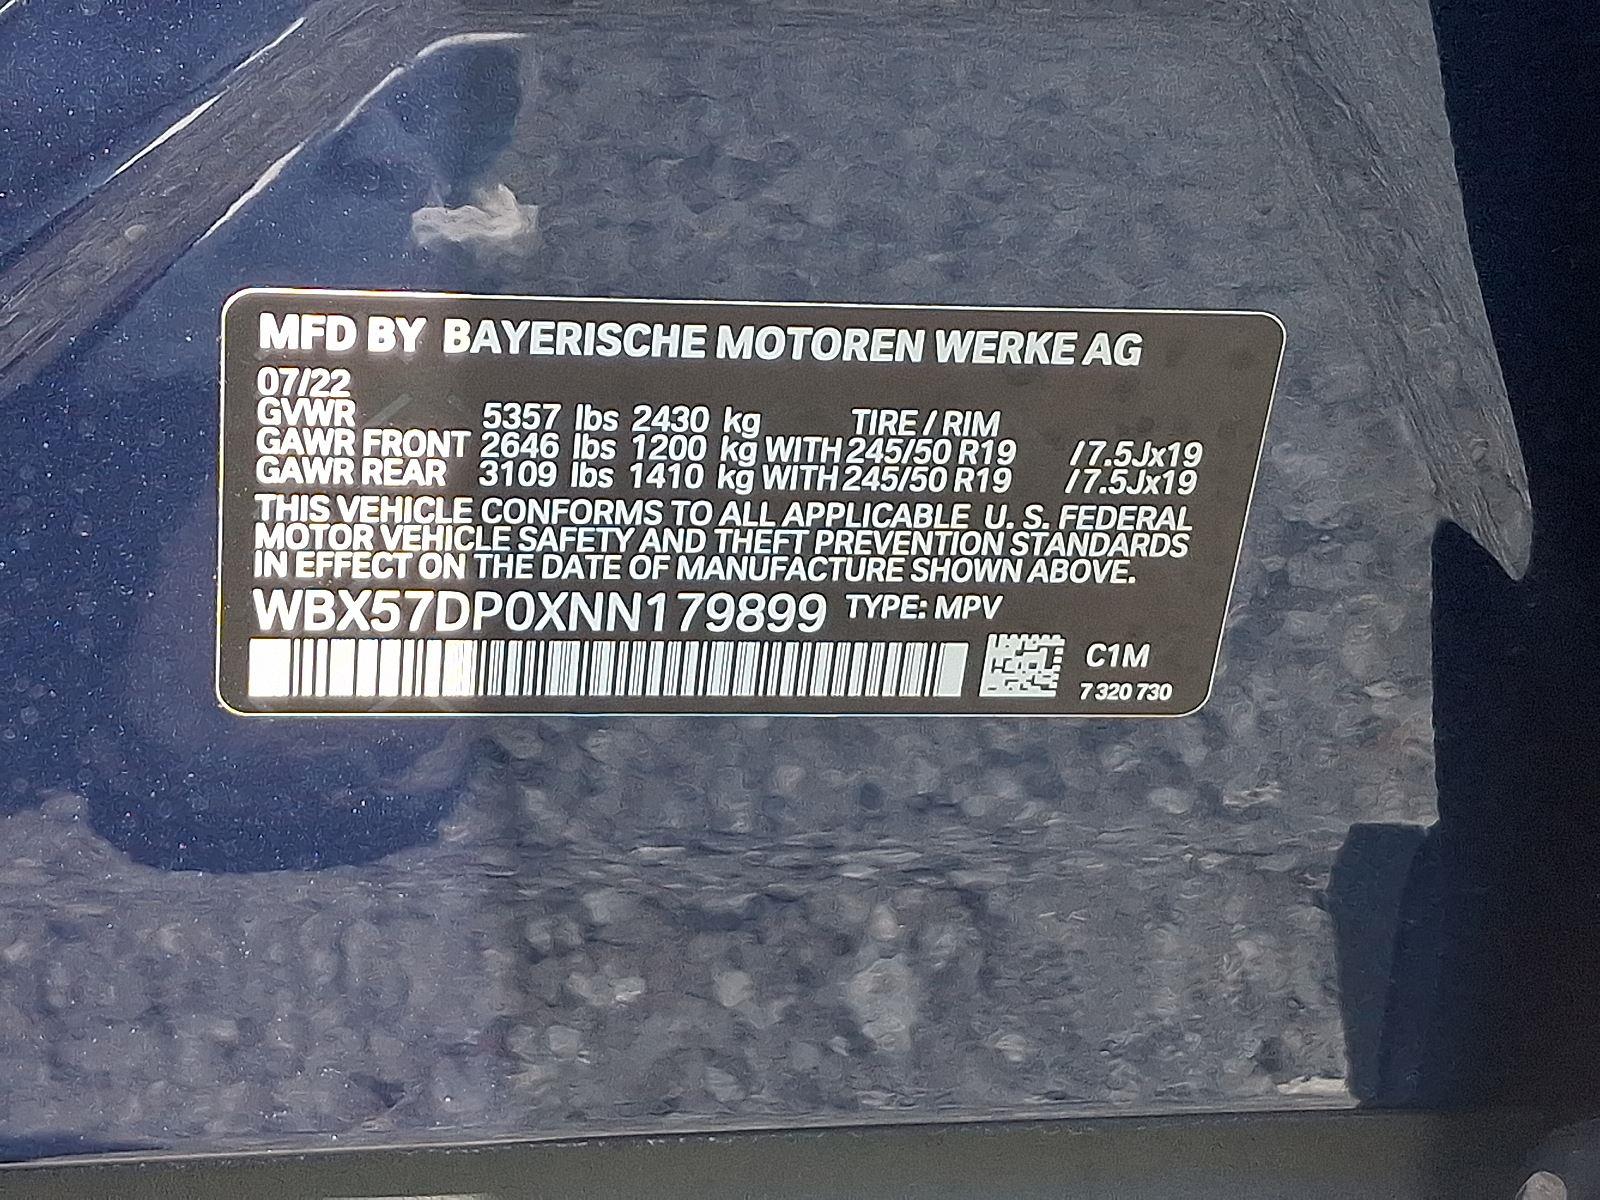 MFD BY BAYERISCHE MOTOREN WERKE AG
07/22
GVWR 5357 lbs 2430 kg TIRE / RIM
GAWR FRONT 2646 lbs 1200 kg WITH 245/50 R19 /7.5Jx19
GAWR REAR 3109 lbs 1410 kg WITH 245/50 R19 /7.5Jx19
THIS VEHICLE CONFORMS TO ALL APPLICABLE U. S. FEDERAL
MOTOR VEHICLE SAFETY AND THEFT PREVENTION STANDARDS
IN EFFECT ON THE DATE OF MANUFACTURE SHOWN ABOVE.
WBX57DP0XNN179899 TYPE: MPV
C1M
7 320 730